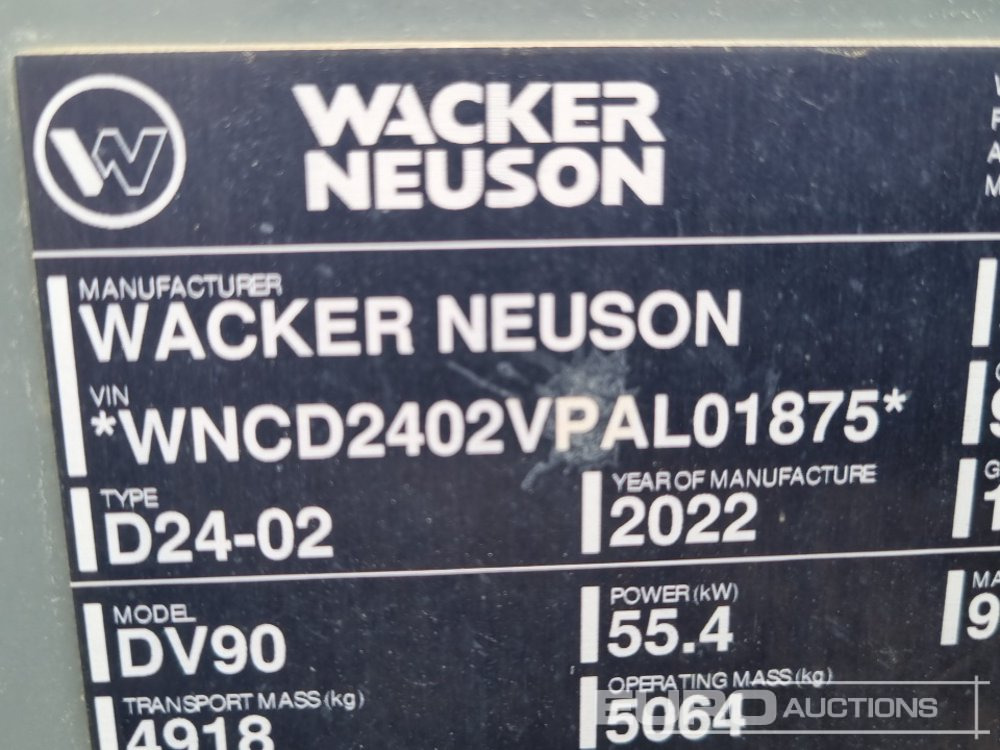 WACKER
NEUSON
MANUFACTURER
WACKER NEUSON
VIN
*WNCD2402VPAL01875*
TYPE
D24-02
YEAR OF MANUFACTURE
2022
MODEL
DV90
POWER (kW)
55.4
TRANSPORT MASS (kg)
4918
OPERATING MASS (kg)
5064
EURO AUCTIONS